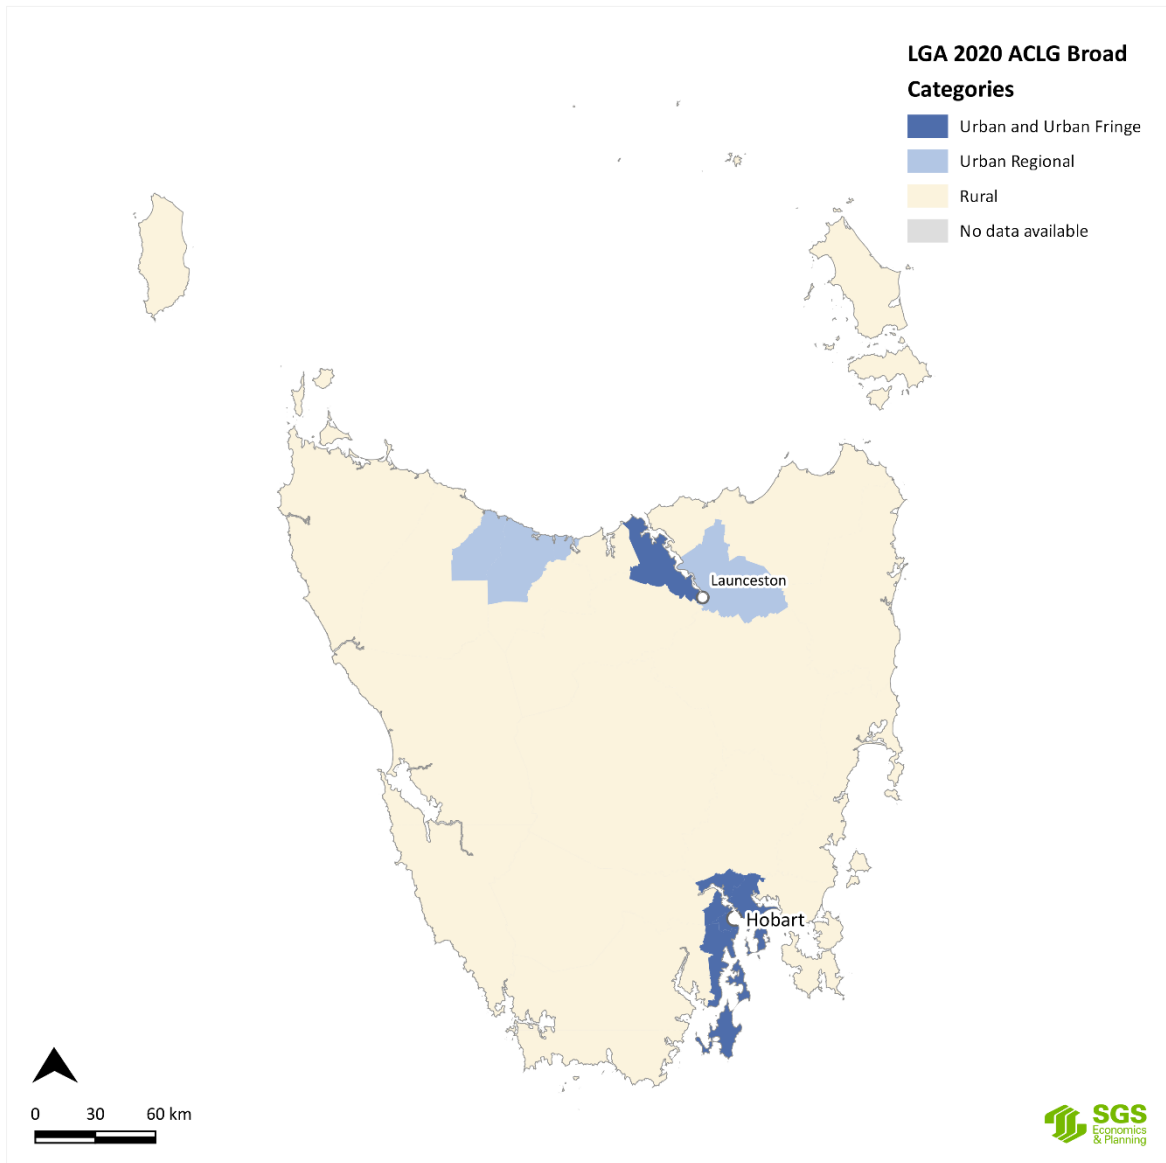 LGA 2020 ACLG Broad
Categories
Urban and Urban Fringe
Urban Regional
Rural
No data available
Launceston
Hobart
0 30 60 km
SGS
Economics
& Planning